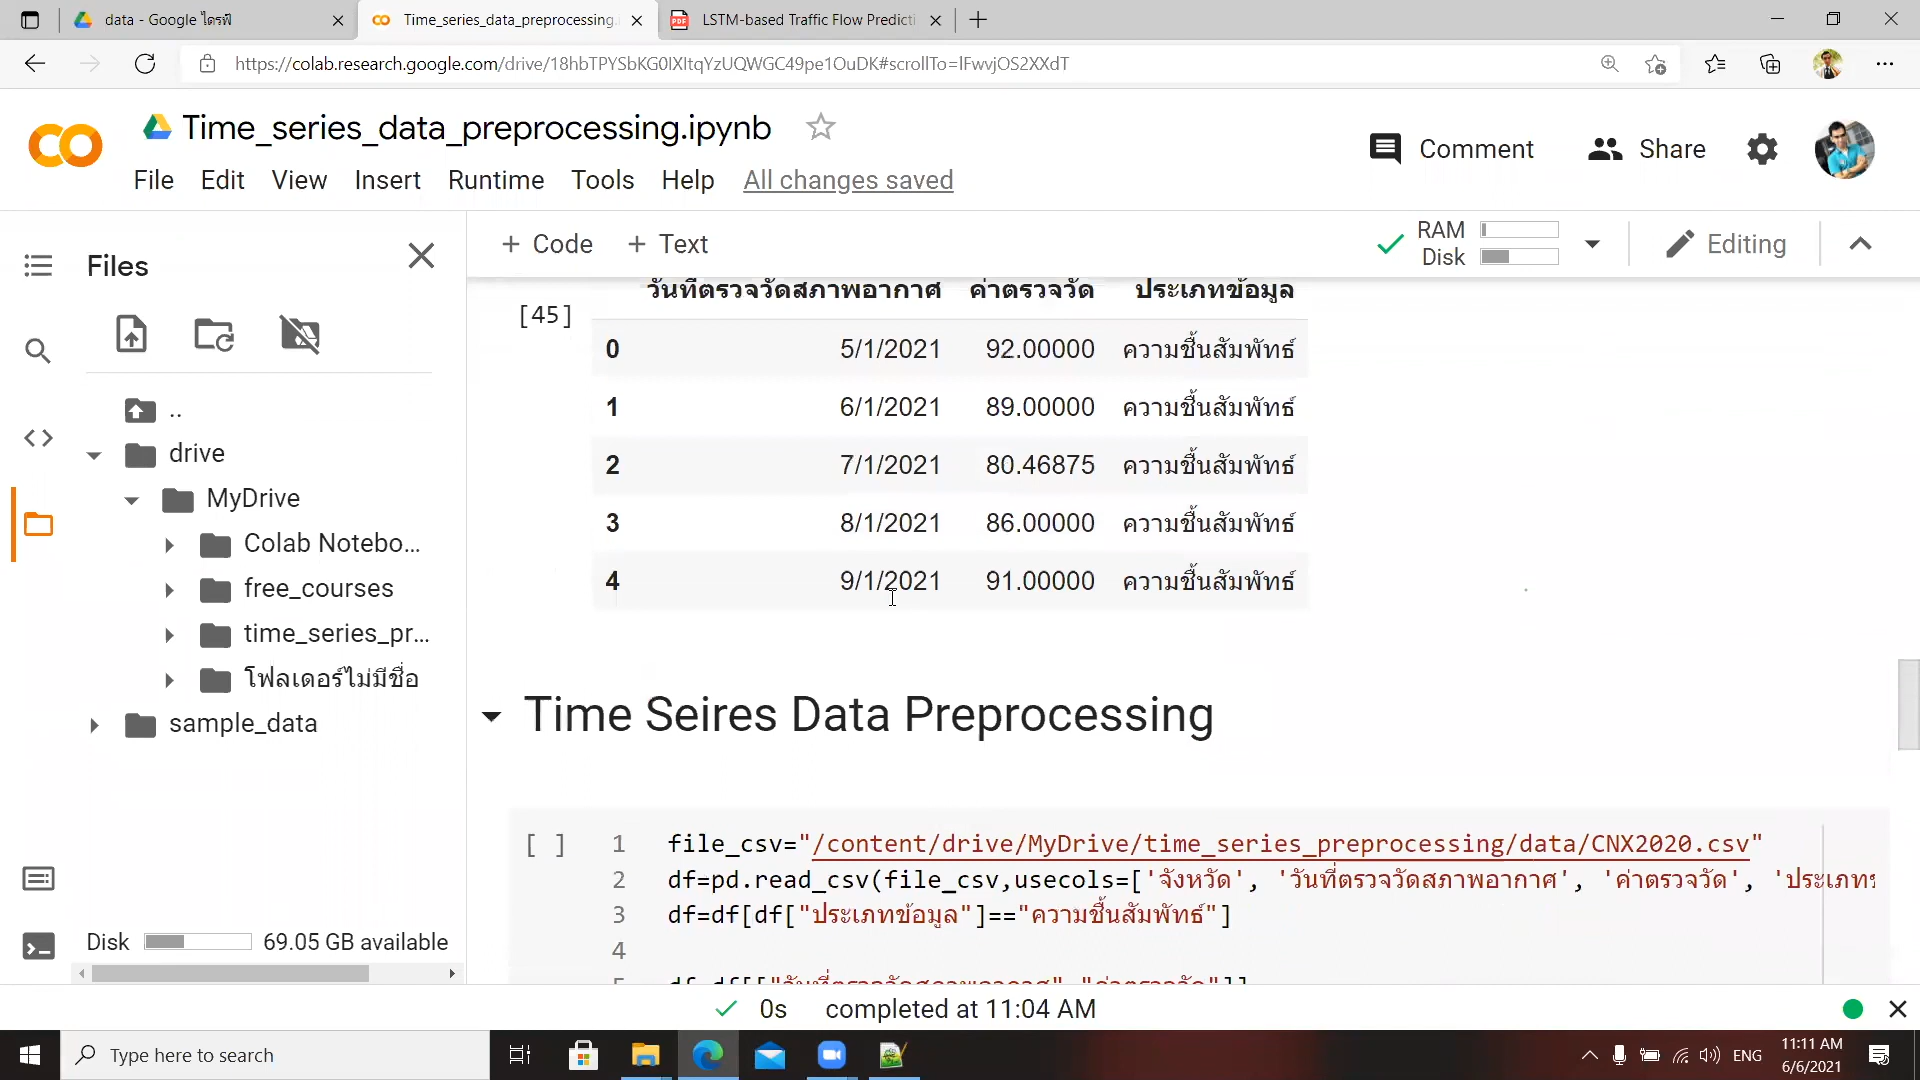 data - Google ไดรฟ์
Time_series_data_preprocessing.
LSTM-based Traffic Flow Predicti
https://colab.research.google.com/drive/18hbTPYSbKG0IXItqYzUQWGC49pe1OuDK#scrollTo=lFwvjOS2XXdT
Time_series_data_preprocessing.ipynb
Comment
Share
File Edit View Insert Runtime Tools Help All changes saved
Files
+ Code + Text
RAM
Disk
Editing
[45]
วันที่ตรวจวัดสภาพอากาศ ค่าตรวจวัด ประเภทข้อมูล
0 5/1/2021 92.00000 ความชื้นสัมพัทธ์
1 6/1/2021 89.00000 ความชื้นสัมพัทธ์
2 7/1/2021 80.46875 ความชื้นสัมพัทธ์
3 8/1/2021 86.00000 ความชื้นสัมพัทธ์
4 9/1/2021 91.00000 ความชื้นสัมพัทธ์
..
drive
MyDrive
Colab Notebo...
free_courses
time_series_pr...
โฟลเดอร์ไม่มีชื่อ
sample_data
Time Seires Data Preprocessing
[ ]
1 file_csv="/content/drive/MyDrive/time_series_preprocessing/data/CNX2020.csv"
2 df=pd.read_csv(file_csv,usecols=['จังหวัด', 'วันที่ตรวจวัดสภาพอากาศ', 'ค่าตรวจวัด', 'ประเภท
3 df=df[df["ประเภทข้อมูล"]=="ความชื้นสัมพัทธ์"]
4
Disk 69.05 GB available
0s completed at 11:04 AM
Type here to search
ENG
11:11 AM
6/6/2021